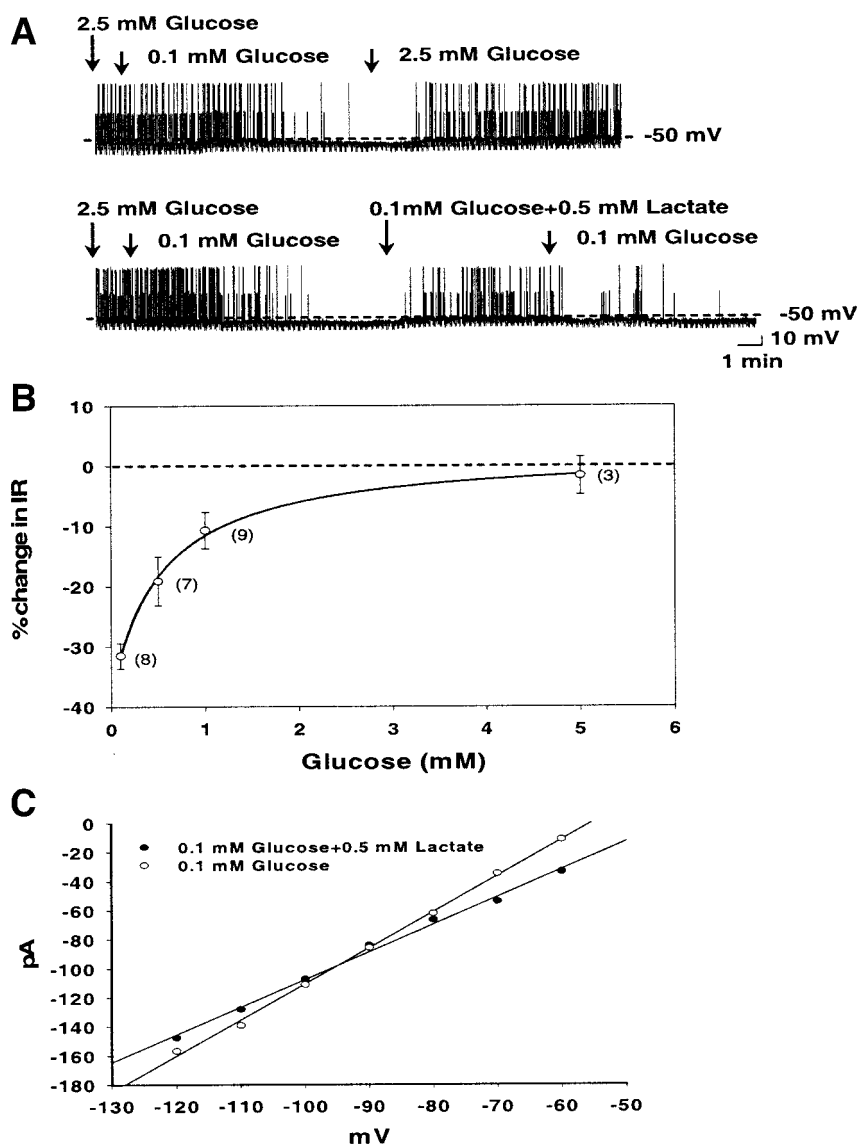 A
2.5 mM Glucose
0.1 mM Glucose
2.5 mM Glucose
-50 mV
2.5 mM Glucose
0.1mM Glucose+0.5 mM Lactate
0.1 mM Glucose
0.1 mM Glucose
-50 mV
10 mV
1 min
B
10
0
-10
-20
-30
-40
% change in IR
(8)
(7)
(9)
(3)
0 1 2 3 4 5 6
Glucose (mM)
C
0
-20
-40
-60
-80
-100
-120
-140
-160
-180
pA
0.1 mM Glucose+0.5 mM Lactate
0.1 mM Glucose
-130 -120 -110 -100 -90 -80 -70 -60 -50
mV